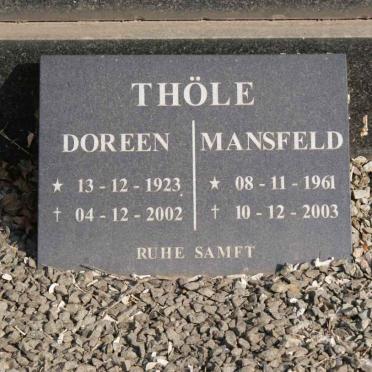 THÖLE
DOREEN MANSFELD
★ 13 - 12 - 1923 ★ 08 - 11 - 1961
† 04 - 12 - 2002 † 10 - 12 - 2003
RUHE SAMFT